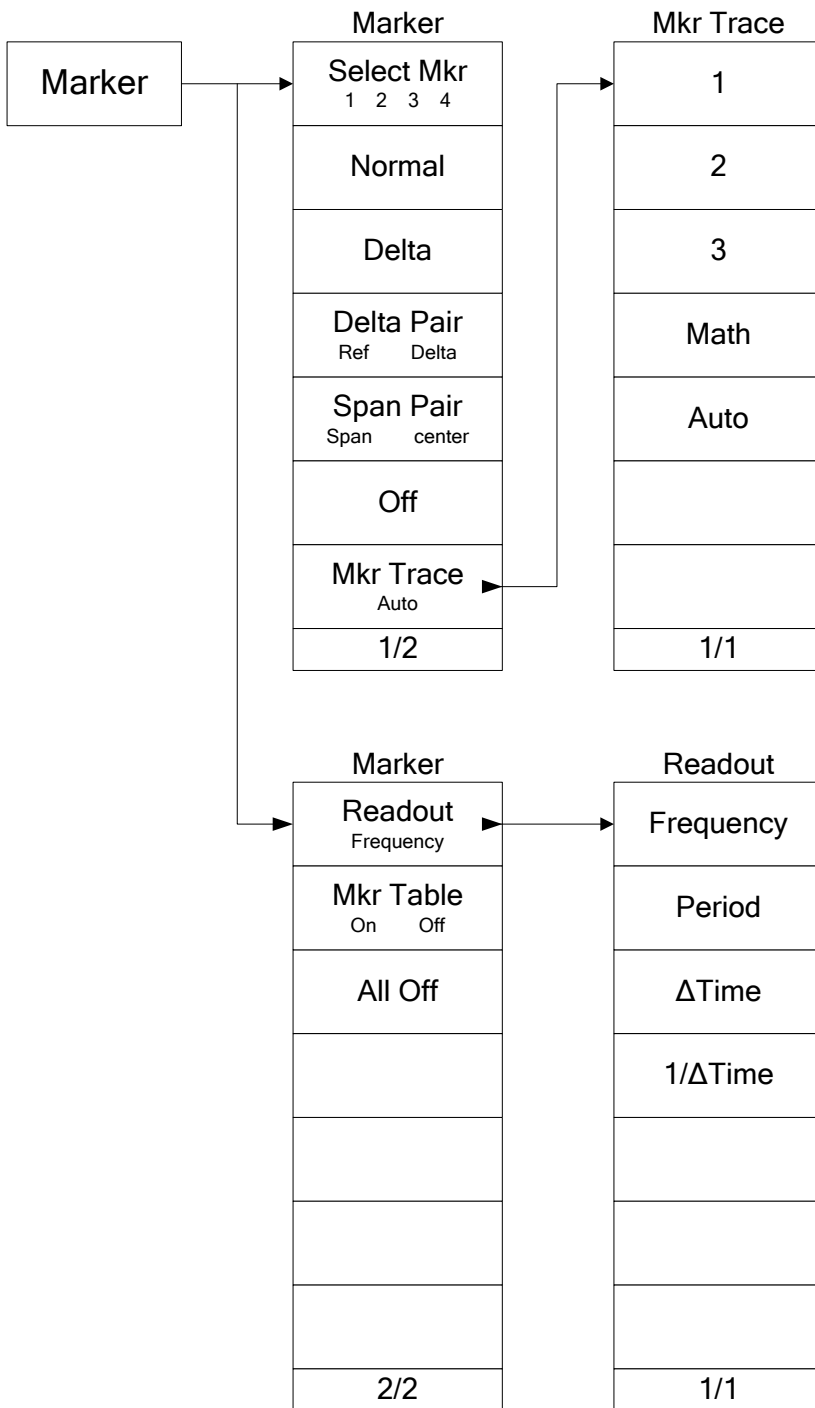 Marker
Marker
Select Mkr
1 2 3 4
Normal
Delta
Delta Pair
Ref Delta
Span Pair
Span center
Off
Mkr Trace
Auto
1/2
Mkr Trace
1
2
3
Math
Auto
1/1
Marker
Readout
Frequency
Mkr Table
On Off
All Off
2/2
Readout
Frequency
Period
ΔTime
1/ΔTime
1/1